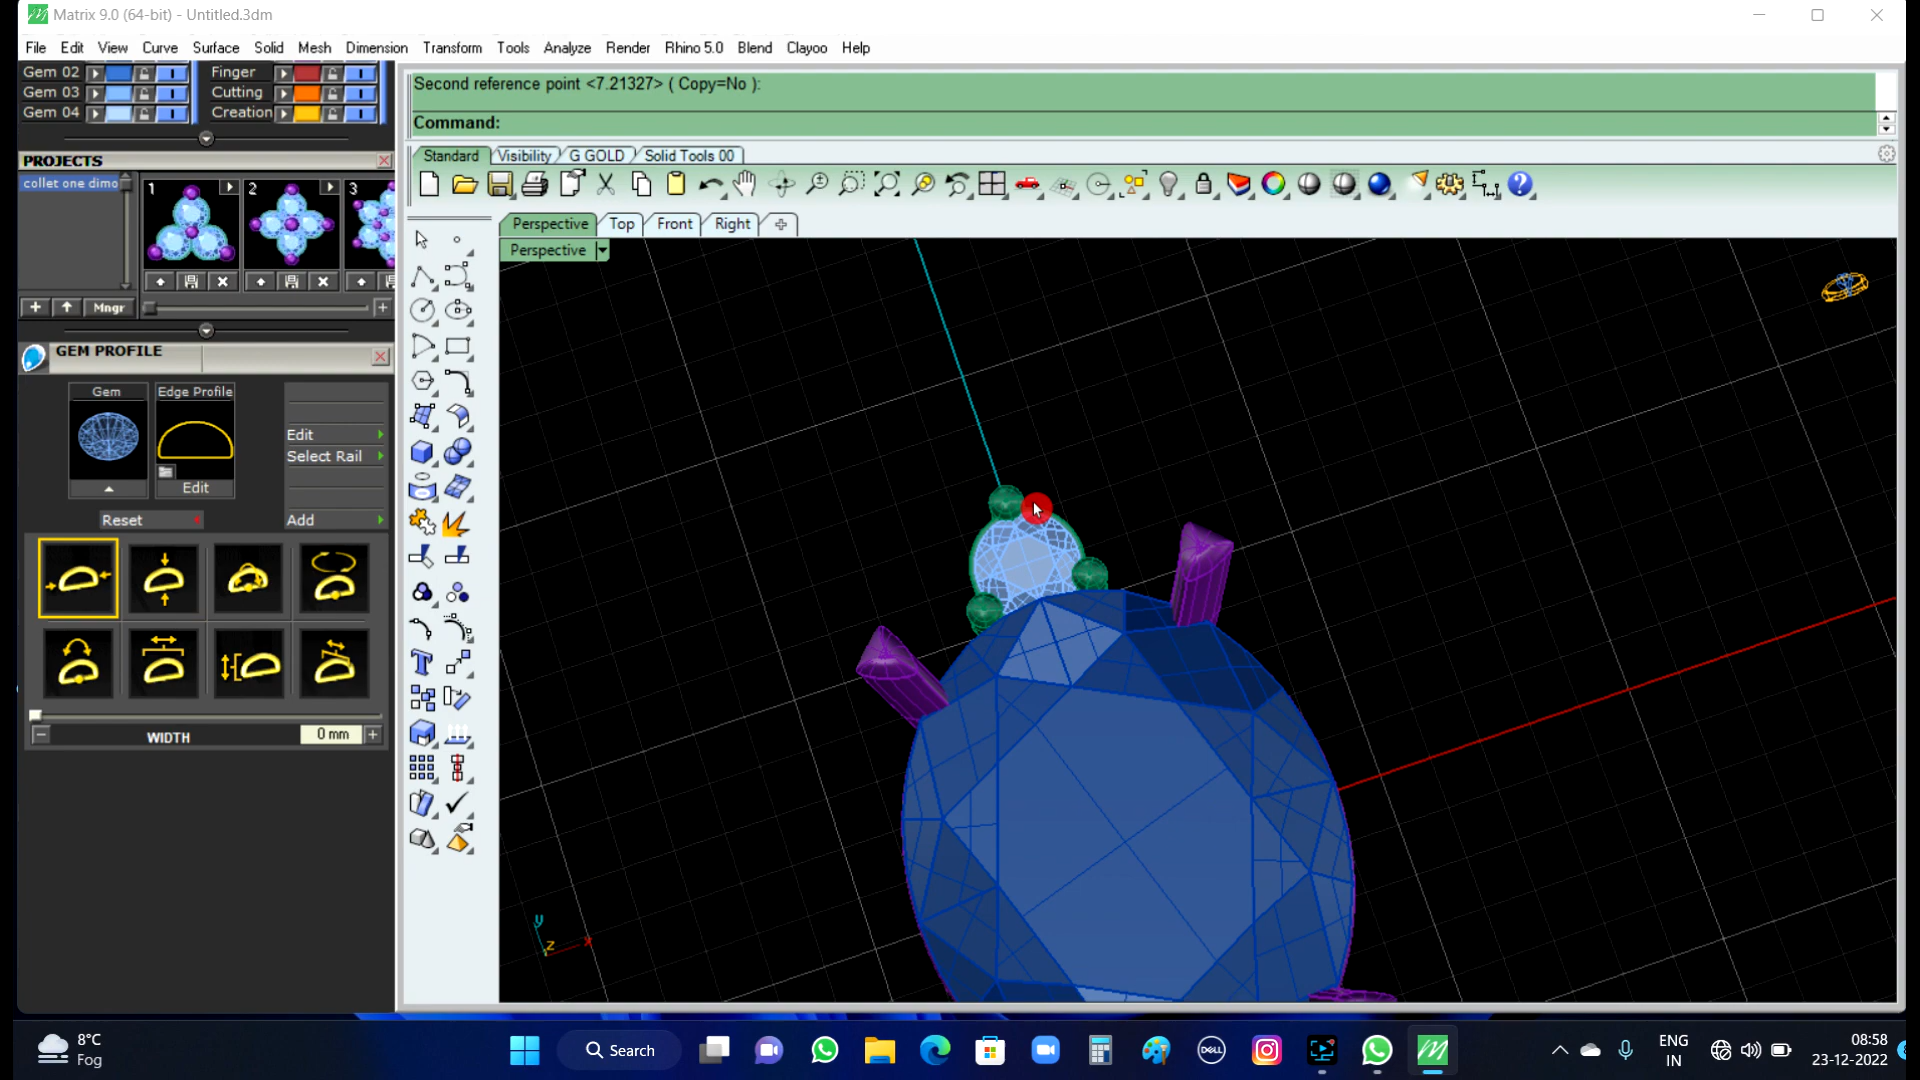 Matrix 9.0 (64-bit) - Untitled.3dm
File Edit View Curve Surface Solid Mesh Dimension Transform Tools Analyze Render Rhino 5.0 Blend Clayoo Help
Gem 02 Finger
Gem 03 Cutting
Gem 04 Creation
Second reference point <7.21327> ( Copy=No ):
Command:
PROJECTS
collet one dimo
1 2 3
Mngr
Standard Visibility G GOLD Solid Tools 00
Perspective Top Front Right
Perspective
GEM PROFILE
Gem Edge Profile
Edit
Select Rail
Edit
Reset Add
WIDTH 0 mm
y
z x
8°C
Fog
Search
DELL
ENG
IN
08:58
23-12-2022